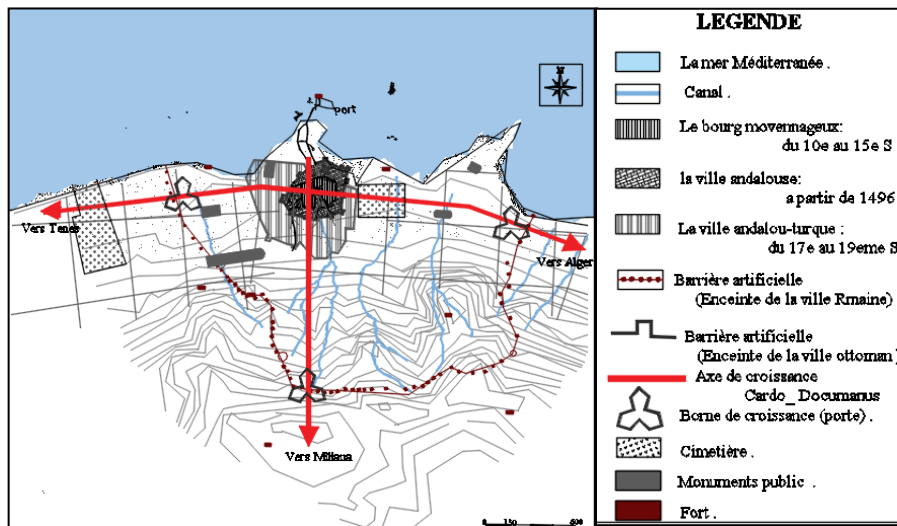 N
port
Vers Tenes
Vers Alger
Vers Miliana
0 150 600
LEGENDE
La mer Méditerranée .
Canal .
Le bourg movennageux:
du 10e au 15e S
la ville andalouse:
a partir de 1496
La ville andalou-turque :
du 17e au 19eme S
Barrière artificielle
(Enceinte de la ville Rmaine)
Barrière artificielle
(Enceinte de la ville ottoman )
Axe de croissance
Cardo_ Documanus
Borne de croissance (porte) .
Cimetière .
Monuments public .
Fort .